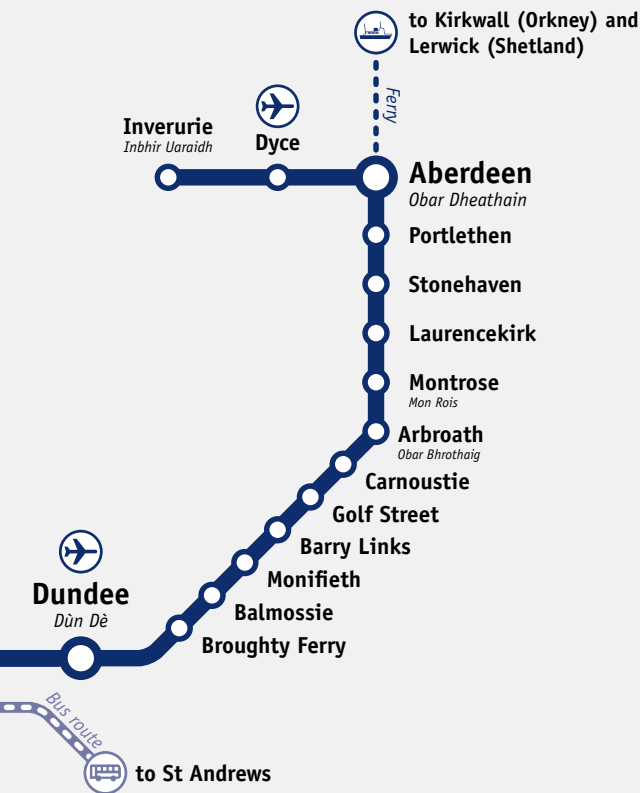 to Kirkwall (Orkney) and
Lerwick (Shetland)
Ferry
Inverurie
Inbhir Uaraidh
Dyce
Aberdeen
Obar Dheathain
Portlethen
Stonehaven
Laurencekirk
Montrose
Mon Rois
Arbroath
Obar Bhrothaig
Carnoustie
Golf Street
Barry Links
Monifieth
Balmossie
Broughty Ferry
Dundee
Dùn Dè
Bus route
to St Andrews